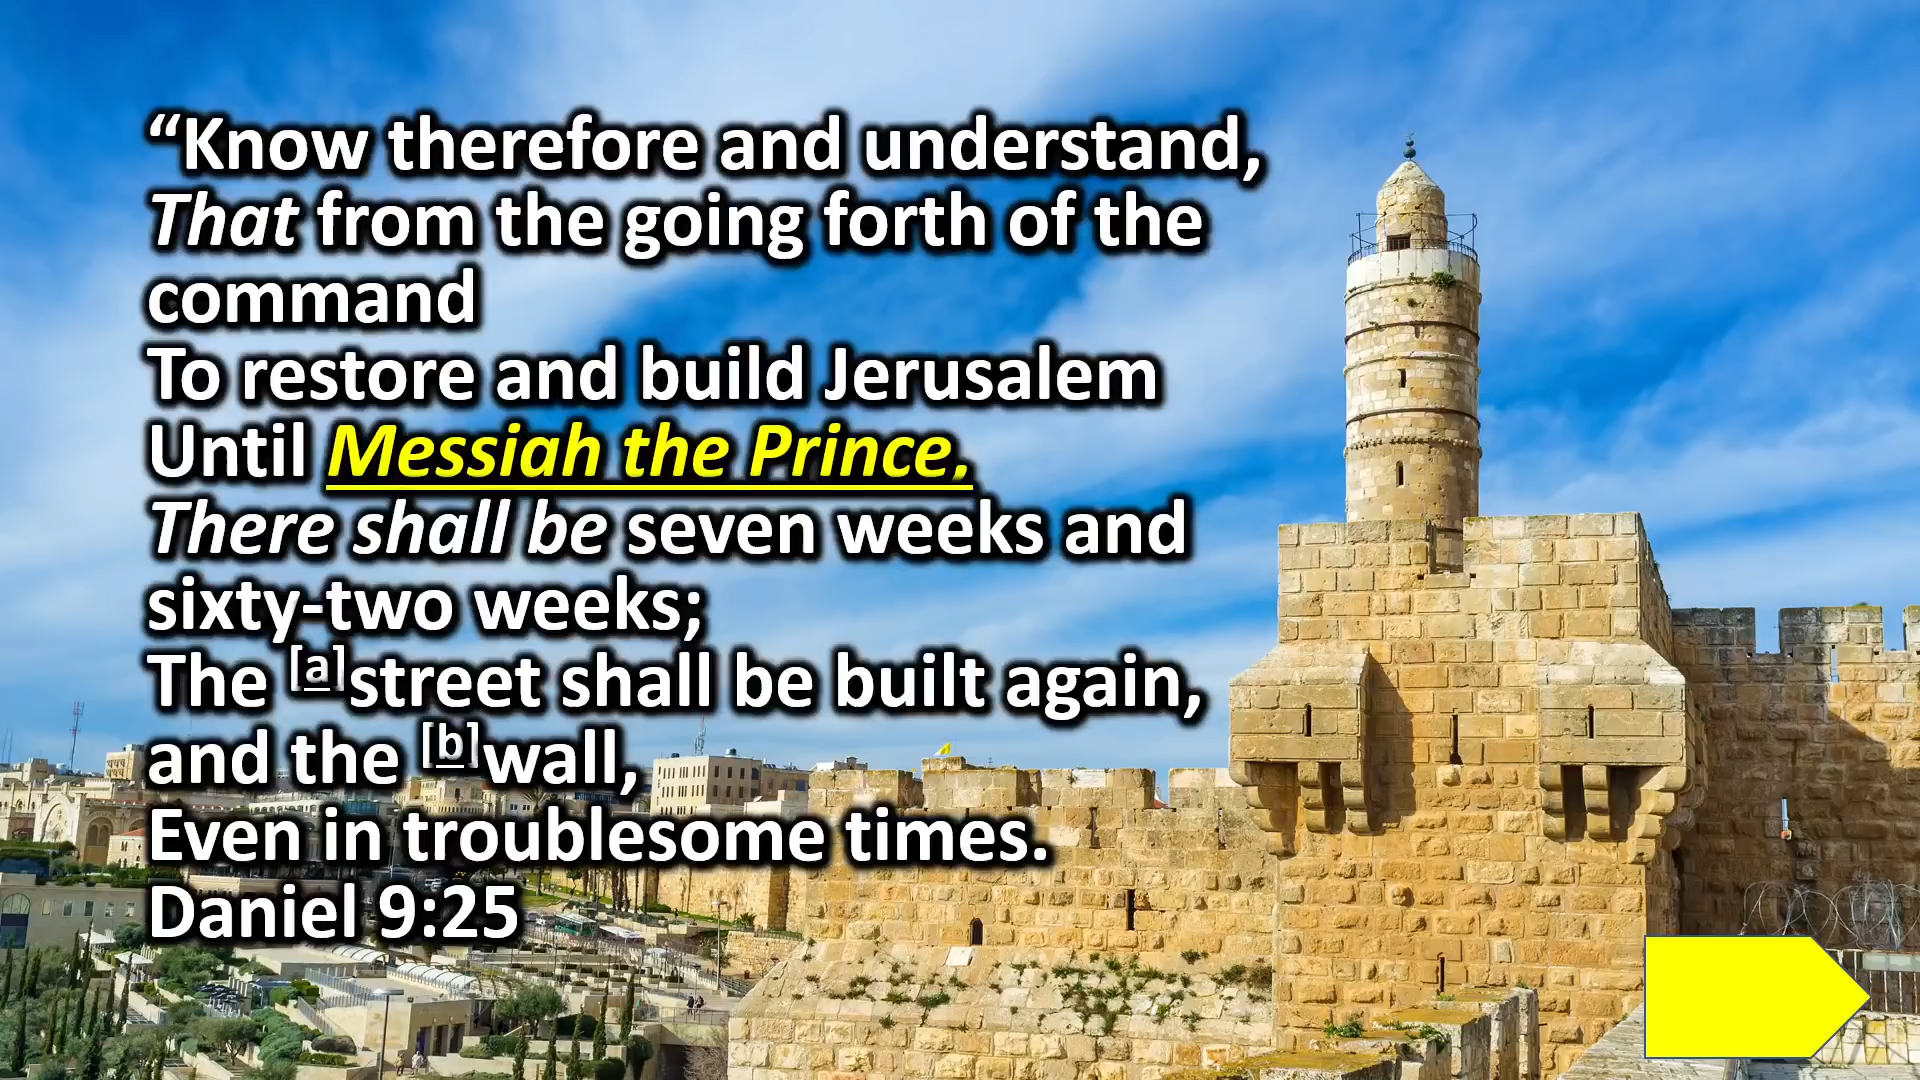 “Know therefore and understand,
That from the going forth of the
command
To restore and build Jerusalem
Until Messiah the Prince,
There shall be seven weeks and
sixty-two weeks;
The [a]street shall be built again,
and the [b]wall,
Even in troublesome times.
Daniel 9:25